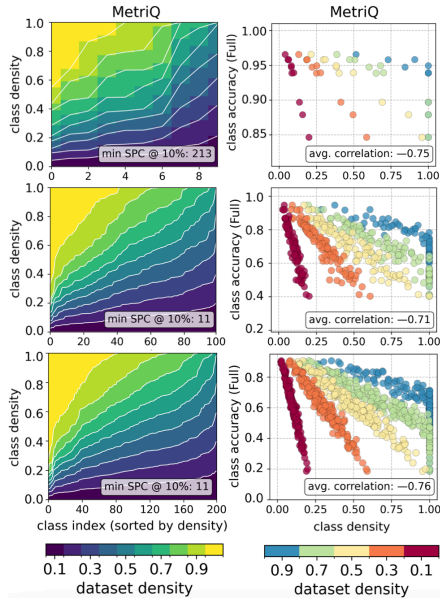 MetriQ
MetriQ
class density
1.0
0.8
0.6
0.4
0.2
0.0
min SPC @ 10%: 213
0 2 4 6 8
class accuracy (Full)
1.00
0.95
0.90
0.85
avg. correlation: −0.75
0 0.25 0.50 0.75 1.00
class density
1.0
0.8
0.6
0.4
0.2
0.0
min SPC @ 10%: 11
0 20 40 60 80 100
class accuracy (Full)
1.0
0.8
0.6
0.4
0.2
avg. correlation: −0.71
0 0.25 0.50 0.75 1.00
class density
1.0
0.8
0.6
0.4
0.2
0.0
min SPC @ 10%: 11
0 40 80 120 160 200
class index (sorted by density)
class accuracy (Full)
1.0
0.8
0.6
0.4
0.2
0.0
avg. correlation: −0.76
0 0.25 0.50 0.75 1.00
class density
0.1 0.3 0.5 0.7 0.9
dataset density
0.9 0.7 0.5 0.3 0.1
dataset density